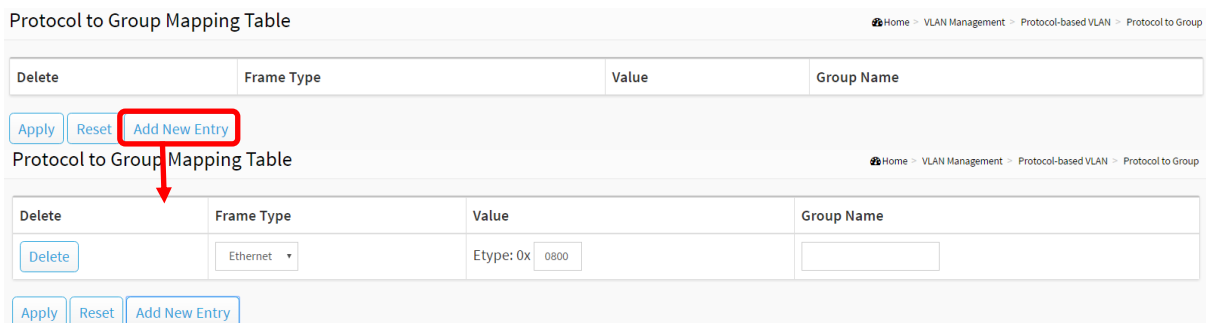 Protocol to Group Mapping Table
Home > VLAN Management > Protocol-based VLAN > Protocol to Group
Delete Frame Type Value Group Name
Apply Reset Add New Entry
Protocol to Group Mapping Table
Home > VLAN Management > Protocol-based VLAN > Protocol to Group
Delete Frame Type Value Group Name
Delete Ethernet Etype: 0x 0800
Apply Reset Add New Entry